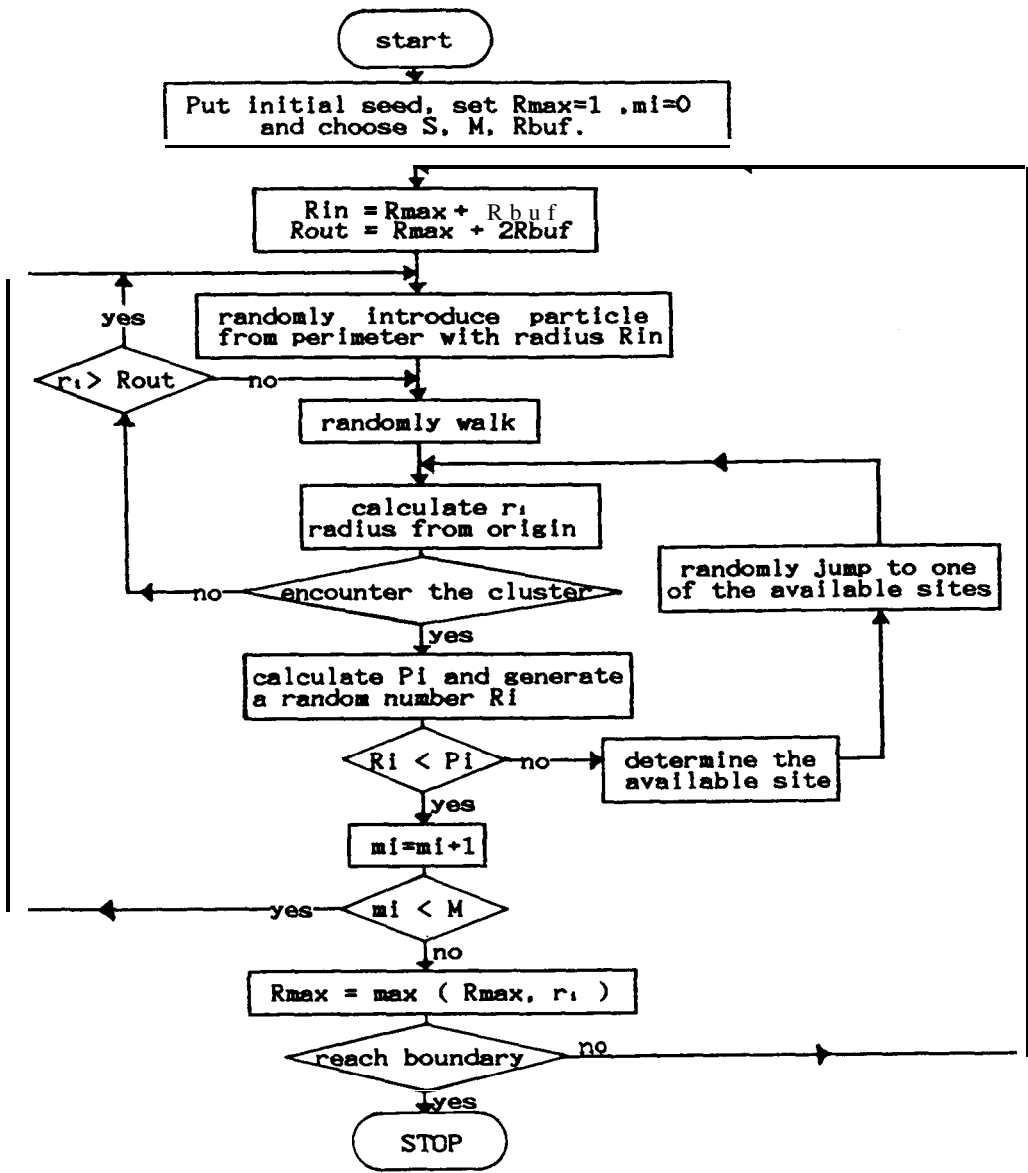 start
Put initial seed, set Rmax=1 ,mi=0
and choose S, M, Rbuf.
Rin = Rmax + Rbuf
Rout = Rmax + 2Rbuf
yes
randomly introduce particle
from perimeter with radius Rin
ri> Rout
no
randomly walk
calculate ri
radius from origin
randomly jump to one
of the available sites
no
encounter the cluster
yes
calculate Pi and generate
a random number Ri
Ri < Pi
no
determine the
available site
yes
mi=mi+1
yes
mi < M
no
Rmax = max ( Rmax, ri )
reach boundary
no
yes
STOP